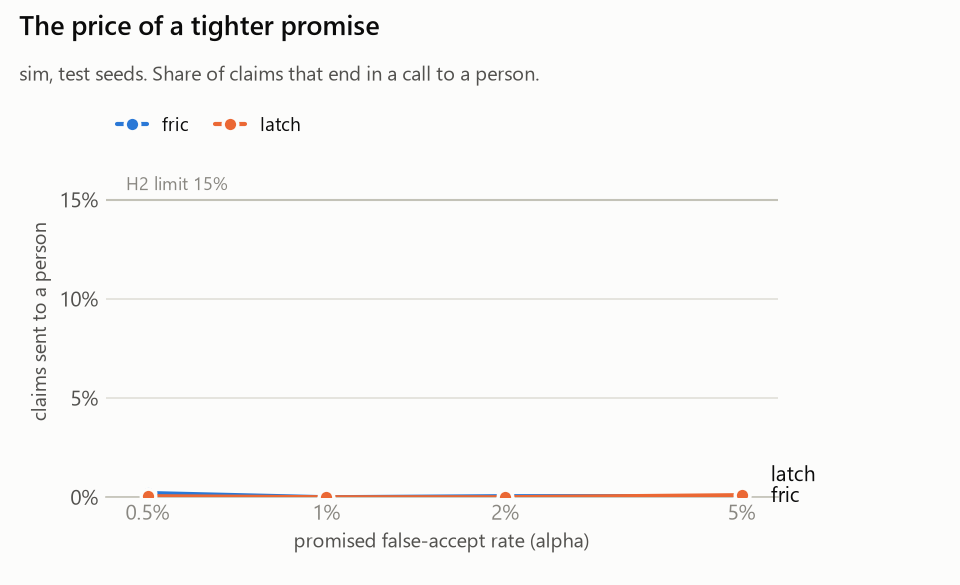 The price of a tighter promise
sim, test seeds. Share of claims that end in a call to a person.
fric
latch
H2 limit 15%
15%
10%
5%
0%
claims sent to a person
latch
fric
0.5%
1%
2%
5%
promised false-accept rate (alpha)